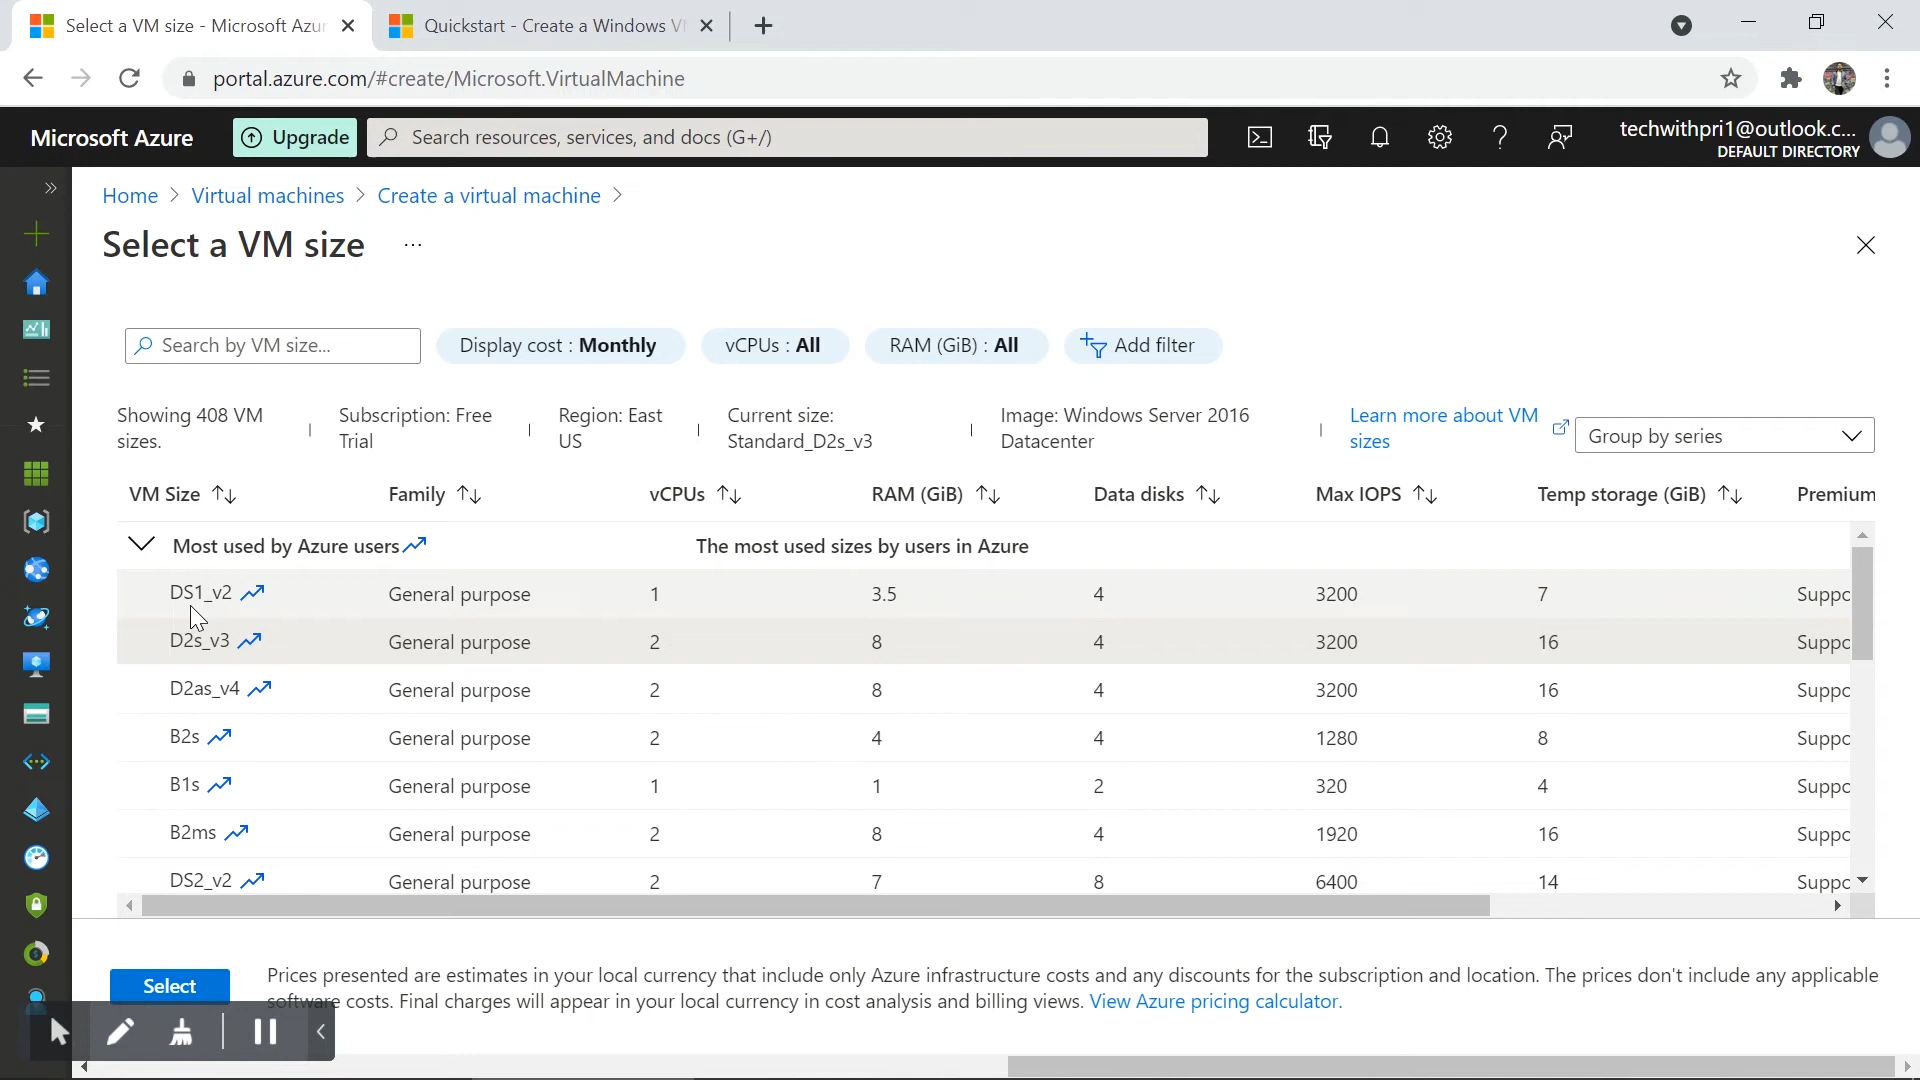 Select a VM size - Microsoft Azur
Quickstart - Create a Windows VM
portal.azure.com/#create/Microsoft.VirtualMachine
Microsoft Azure
Upgrade
Search resources, services, and docs (G+/)
techwithpri1@outlook.c...
DEFAULT DIRECTORY
Home > Virtual machines > Create a virtual machine >
Select a VM size ...
Search by VM size...
Display cost : Monthly
vCPUs : All
RAM (GiB) : All
Add filter
Showing 408 VM sizes. | Subscription: Free Trial | Region: East US | Current size: Standard_D2s_v3 | Image: Windows Server 2016 Datacenter | Learn more about VM sizes
Group by series
VM Size Family vCPUs RAM (GiB) Data disks Max IOPS Temp storage (GiB) Premium
Most used by Azure users The most used sizes by users in Azure
DS1_v2 General purpose 1 3.5 4 3200 7 Suppo
D2s_v3 General purpose 2 8 4 3200 16 Suppo
D2as_v4 General purpose 2 8 4 3200 16 Suppo
B2s General purpose 2 4 4 1280 8 Suppo
B1s General purpose 1 1 2 320 4 Suppo
B2ms General purpose 2 8 4 1920 16 Suppo
DS2_v2 General purpose 2 7 8 6400 14 Suppo
Select
Prices presented are estimates in your local currency that include only Azure infrastructure costs and any discounts for the subscription and location. The prices don't include any applicable
software costs. Final charges will appear in your local currency in cost analysis and billing views. View Azure pricing calculator.